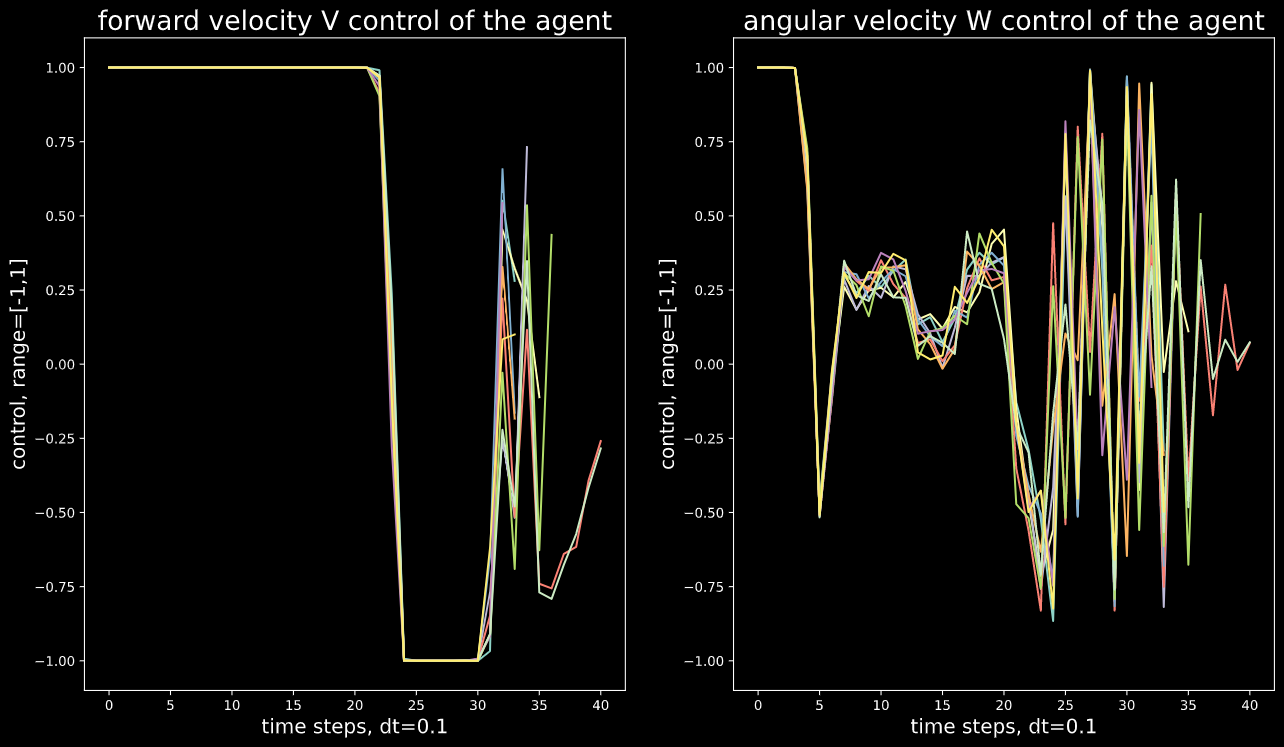 forward velocity V control of the agent
control, range=[-1,1]
1.00
0.75
0.50
0.25
0.00
−0.25
−0.50
−0.75
−1.00
0 5 10 15 20 25 30 35 40
time steps, dt=0.1
angular velocity W control of the agent
control, range=[-1,1]
1.00
0.75
0.50
0.25
0.00
−0.25
−0.50
−0.75
−1.00
0 5 10 15 20 25 30 35 40
time steps, dt=0.1